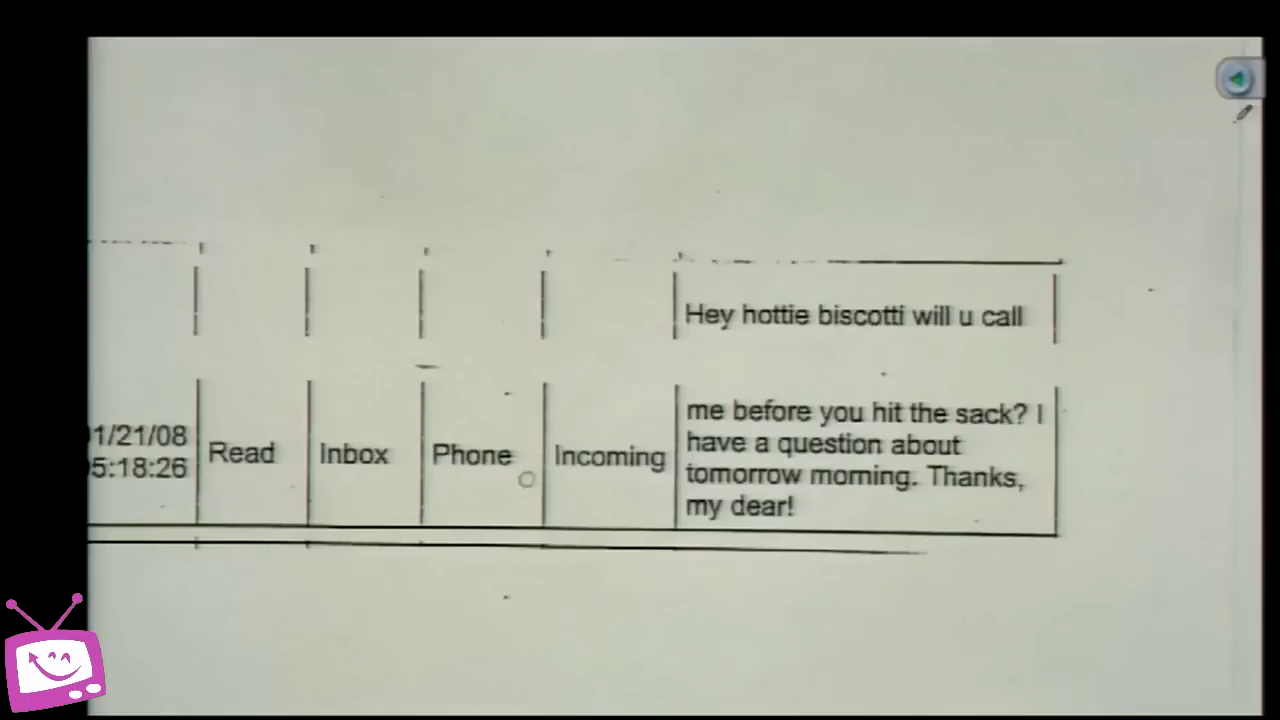 Hey hottie biscotti will u call
me before you hit the sack? I
have a question about
tomorrow morning. Thanks,
my dear!
1/21/08
5:18:26
Read
Inbox
Phone
Incoming